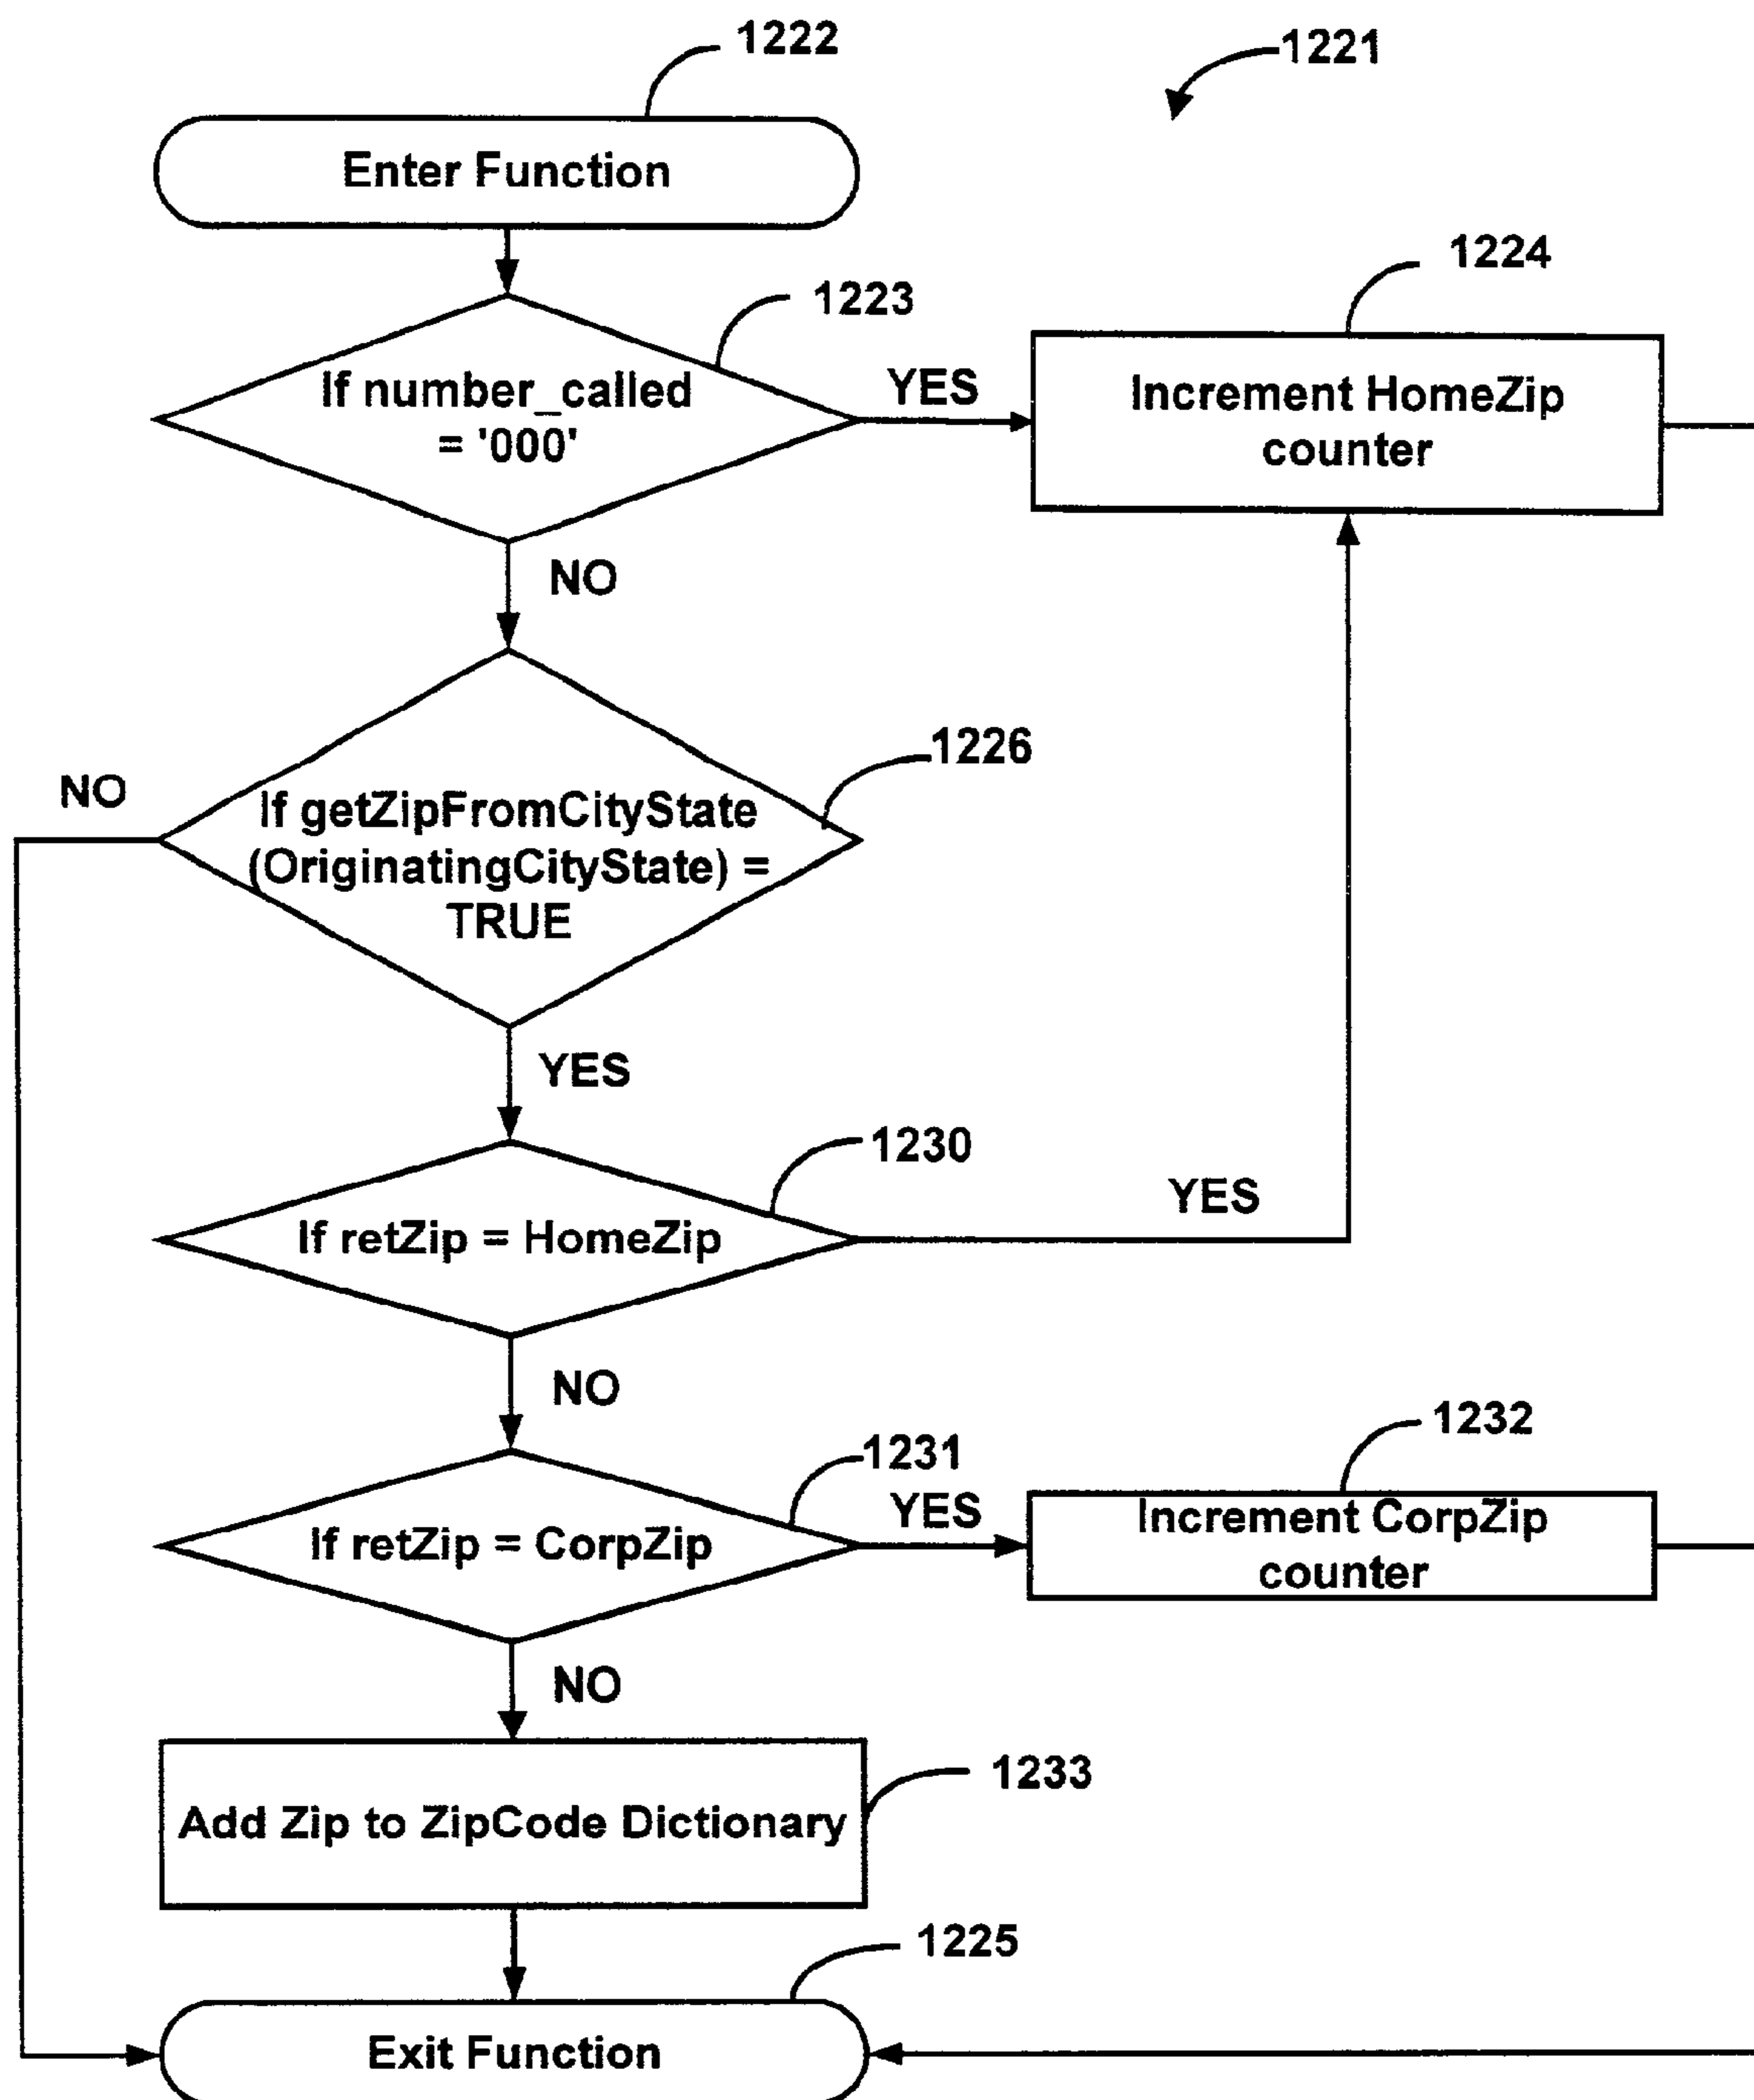 1222
1221
Enter Function
1223
1224
If number_called
= '000'
YES
Increment HomeZip
counter
NO
1226
NO
If getZipFromCityState
(OriginatingCityState) =
TRUE
YES
1230
YES
If retZip = HomeZip
NO
1231
1232
YES
If retZip = CorpZip
Increment CorpZip
counter
NO
1233
Add Zip to ZipCode Dictionary
1225
Exit Function